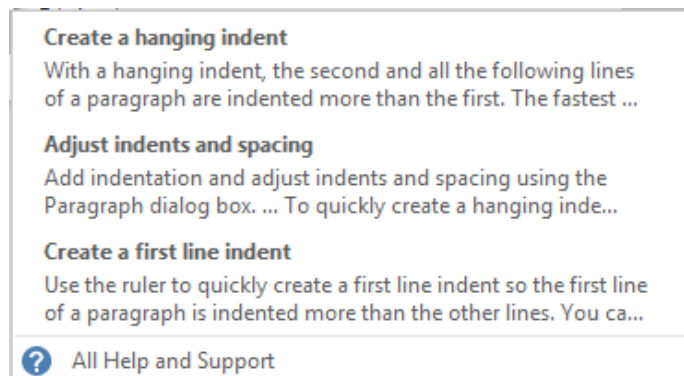 Create a hanging indent
With a hanging indent, the second and all the following lines
of a paragraph are indented more than the first. The fastest ...
Adjust indents and spacing
Add indentation and adjust indents and spacing using the
Paragraph dialog box. ... To quickly create a hanging inde...
Create a first line indent
Use the ruler to quickly create a first line indent so the first line
of a paragraph is indented more than the other lines. You ca...
? All Help and Support